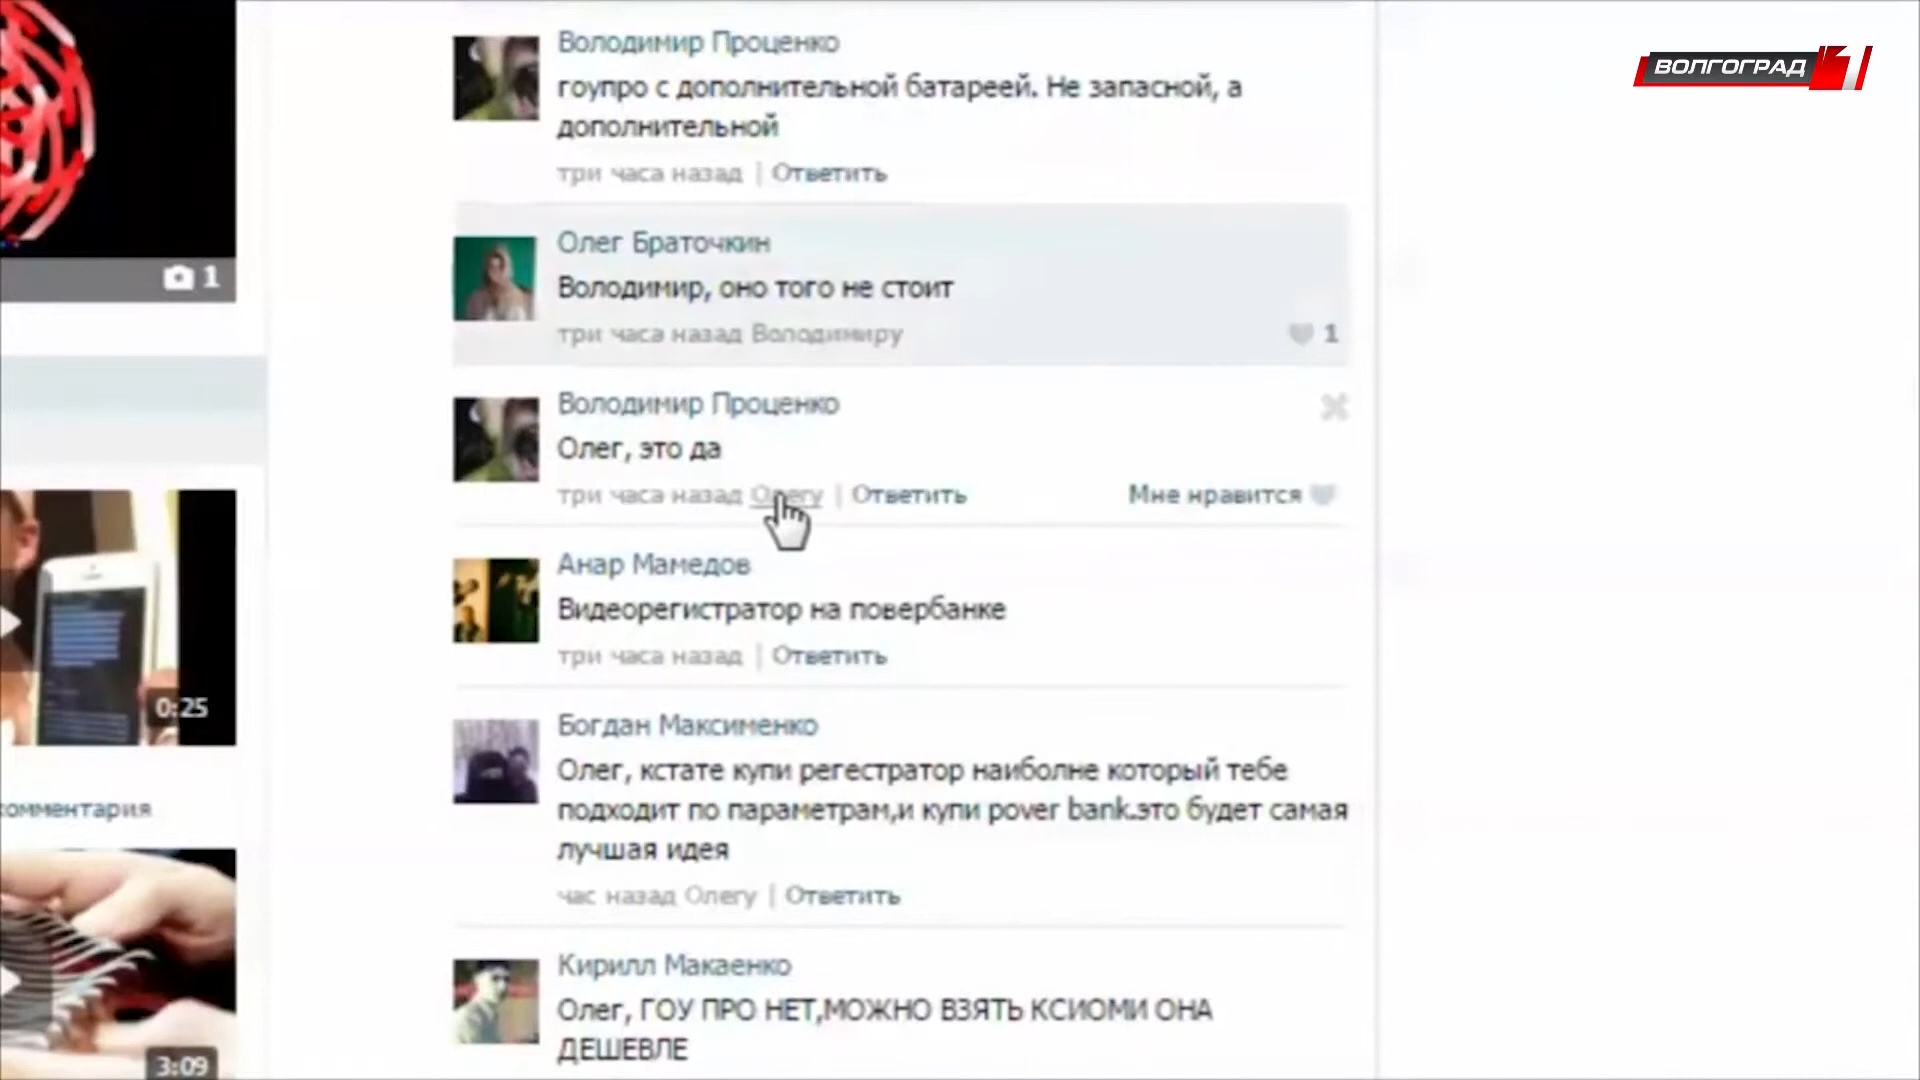 ВОЛГОГРАД 1
Володимир Проценко
гоупро с дополнительной батареей. Не запасной, а
дополнительной
три часа назад | Ответить
1
Олег Браточкин
Володимир, оно того не стоит
три часа назад Володимиру
1
Володимир Проценко
Олег, это да
три часа назад Олегу | Ответить
Мне нравится
Анар Мамедов
Видеорегистратор на повербанке
три часа назад | Ответить
0:25
Богдан Максименко
Олег, кстате купи регестратор наиболне который тебе
подходит по параметрам,и купи pover bank.это будет самая
лучшая идея
час назад Олегу | Ответить
комментария
Кирилл Макаенко
Олег, ГОУ ПРО НЕТ,МОЖНО ВЗЯТЬ КСИОМИ ОНА
ДЕШЕВЛЕ
3:09